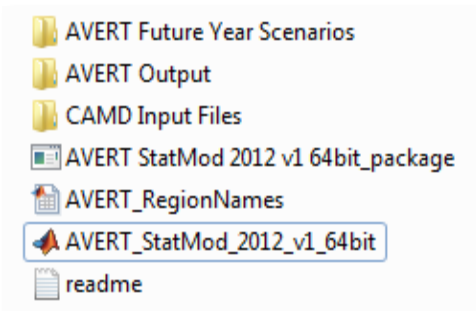 AVERT Future Year Scenarios
AVERT Output
CAMD Input Files
AVERT StatMod 2012 v1 64bit_package
AVERT_RegionNames
AVERT_StatMod_2012_v1_64bit
readme